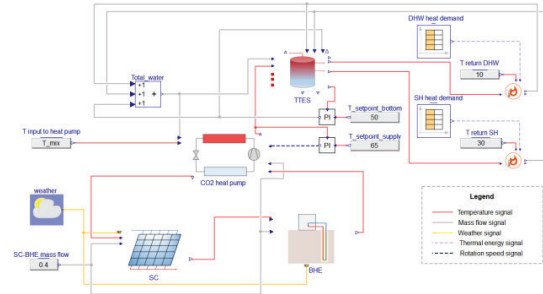 DHW heat demand
Total_water
+1
+1
+
+1
T return DHW
10
TTES
SH heat demand
T_setpoint_bottom
PI
50
T input to heat pump
T_mix
T_setpoint_supply
PI
65
T return SH
30
CO2 heat pump
weather
Legend
Temperature signal
Mass flow signal
Weather signal
Thermal energy signal
Rotation speed signal
SC-BHE_mass flow
0.4
SC
BHE